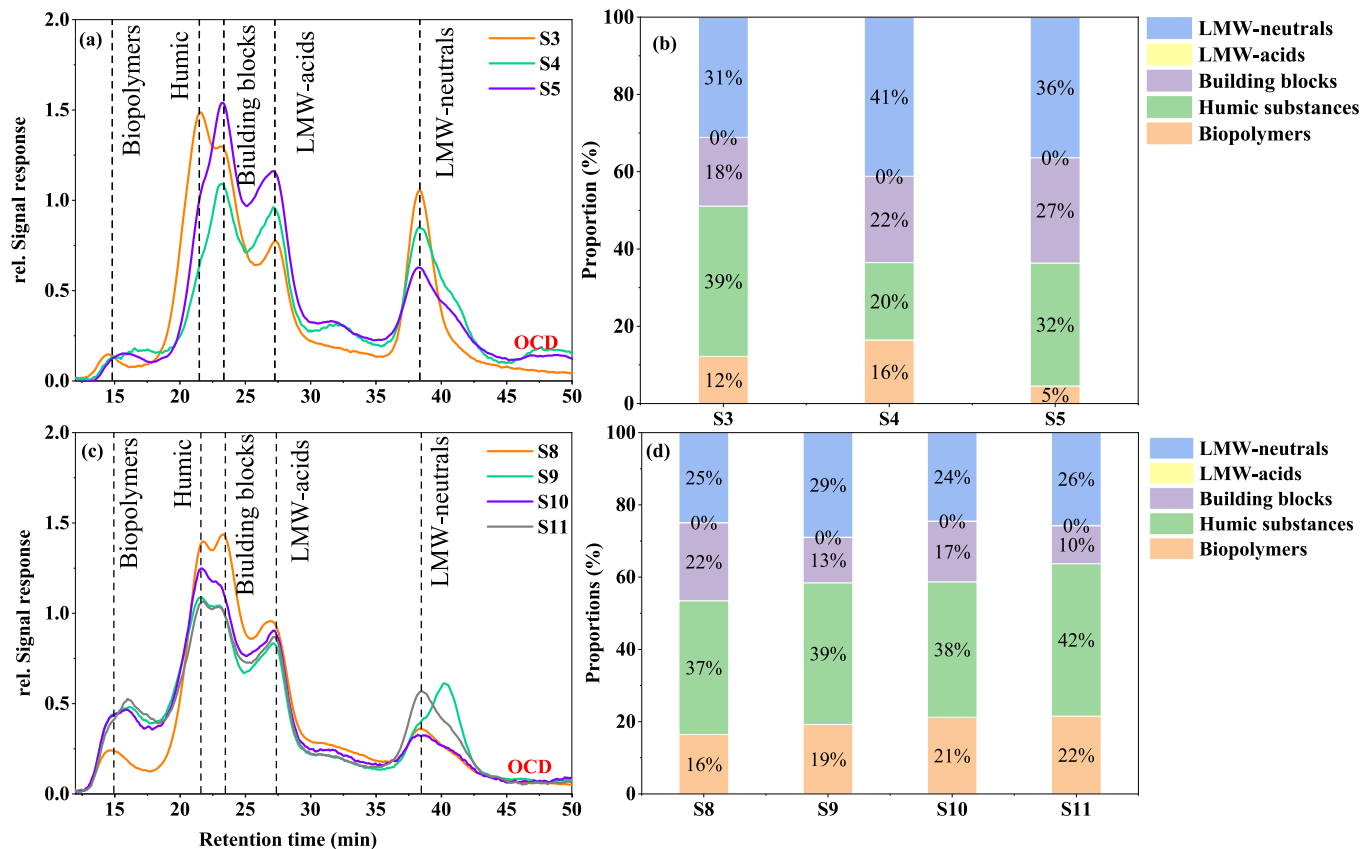 (a)
rel. Signal response
2.0
1.5
1.0
0.5
0.0
Biopolymers
Humic
Biulding blocks
LMW-acids
LMW-neutrals
S3
S4
S5
OCD
15 20 25 30 35 40 45 50
(b)
Proportion (%)
100
80
60
40
20
0
31%
0%
18%
39%
12%
41%
0%
22%
20%
16%
36%
0%
27%
32%
5%
S3 S4 S5
LMW-neutrals
LMW-acids
Building blocks
Humic substances
Biopolymers
(c)
rel. Signal response
2.0
1.5
1.0
0.5
0.0
Biopolymers
Humic
Biulding blocks
LMW-acids
LMW-neutrals
S8
S9
S10
S11
OCD
15 20 25 30 35 40 45 50
Retention time (min)
(d)
Proportions (%)
100
80
60
40
20
0
25%
0%
22%
37%
16%
29%
0%
13%
39%
19%
24%
0%
17%
38%
21%
26%
0%
10%
42%
22%
S8 S9 S10 S11
LMW-neutrals
LMW-acids
Building blocks
Humic substances
Biopolymers